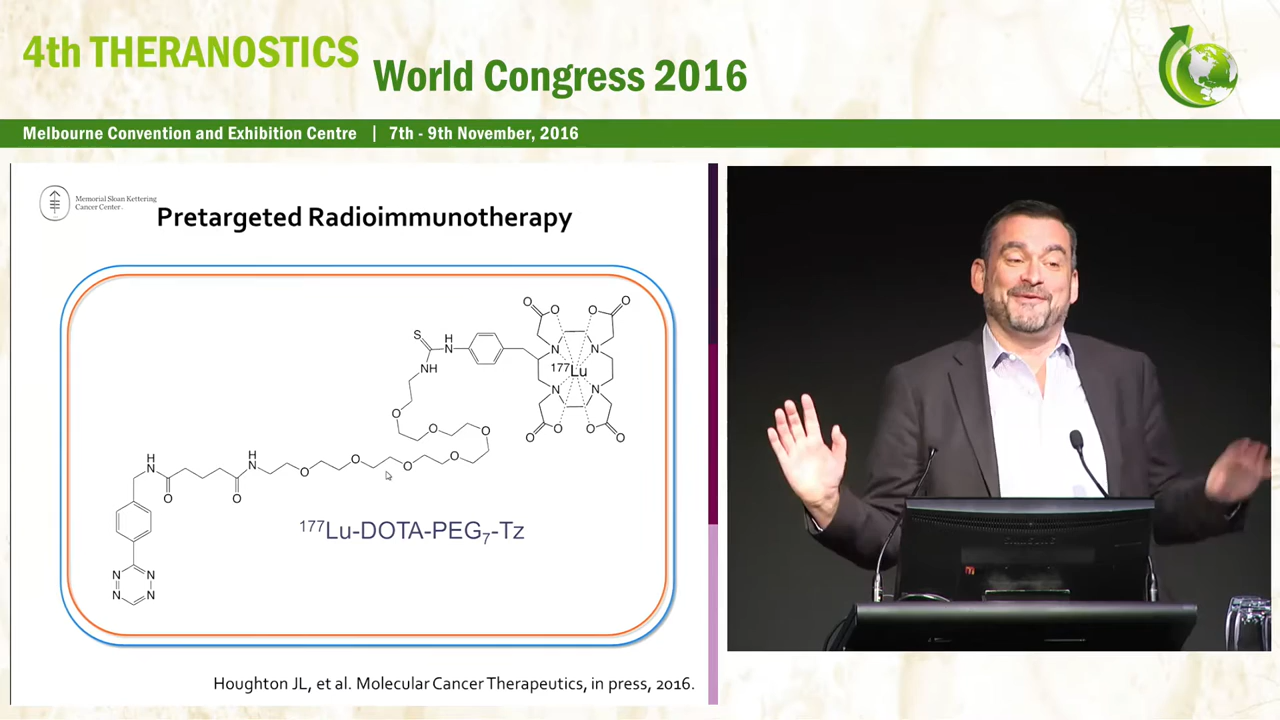 4th THERANOSTICS
World Congress 2016
Melbourne Convention and Exhibition Centre | 7th - 9th November, 2016
Memorial Sloan Kettering
Cancer Center
Pretargeted Radioimmunotherapy
O O O O
S H
N N N
NH ¹⁷⁷Lu
O N N
O O
O O O O
H H
N N O O O O
O O
¹⁷⁷Lu-DOTA-PEG₇-Tz
N N
N N
Houghton JL, et al. Molecular Cancer Therapeutics, in press, 2016.
SAMSUNG